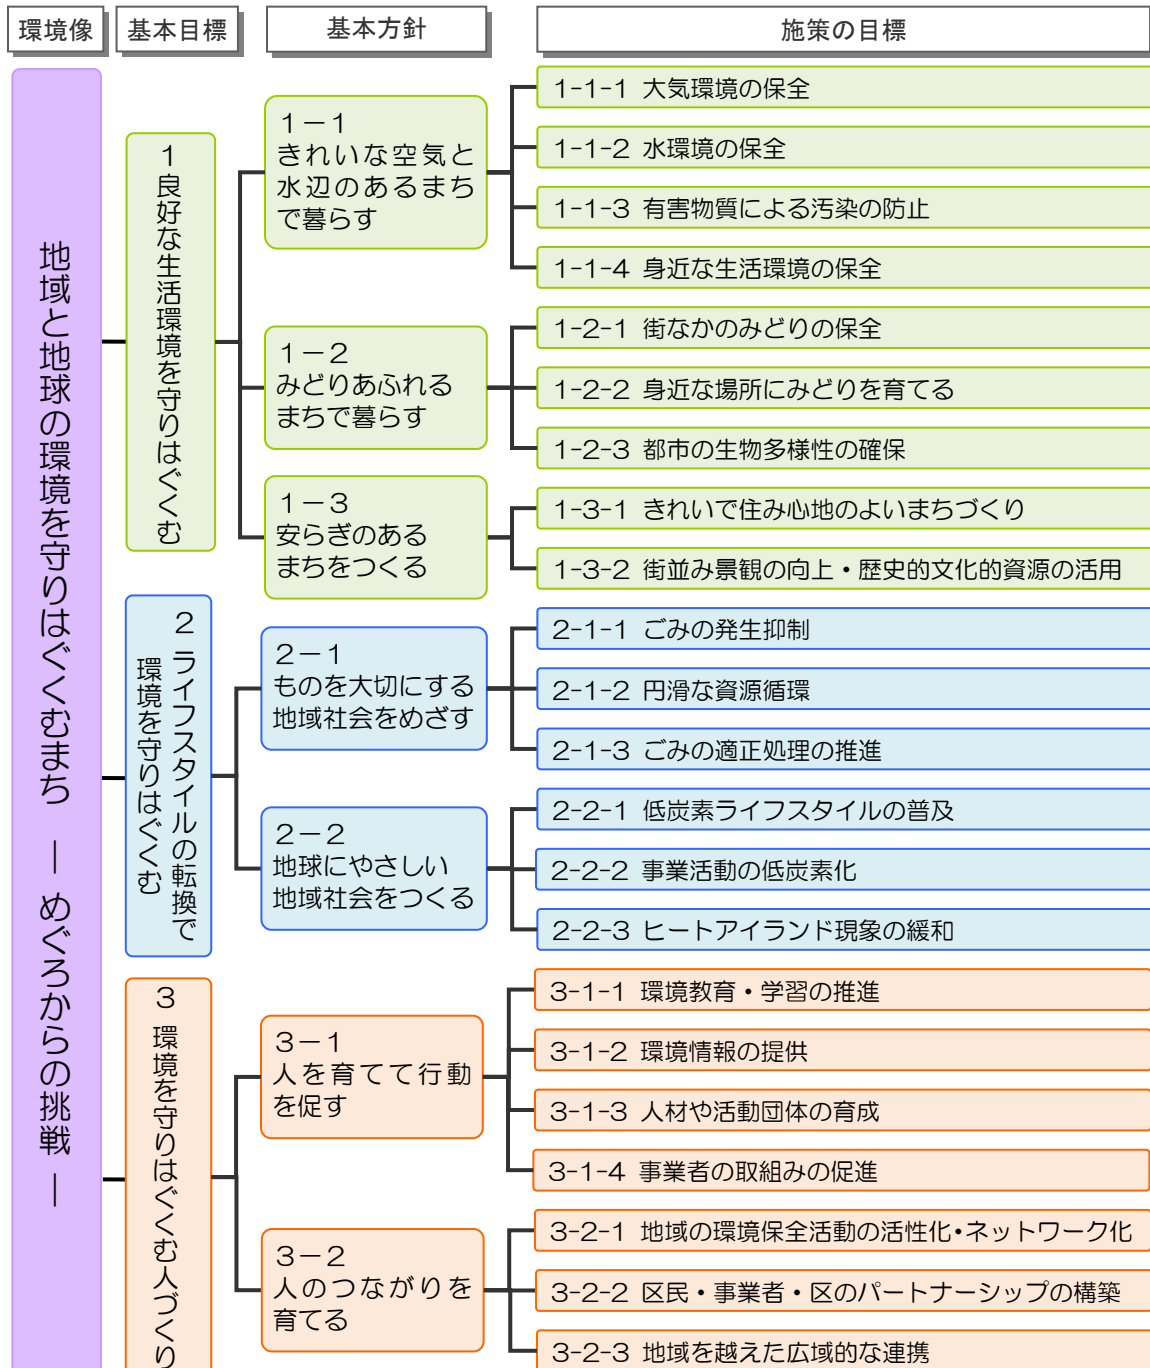 環境像
基本目標
基本方針
施策の目標
地域と地球の環境を守りはぐくむまち ― めぐろからの挑戦 ―
1 良好な生活環境を守りはぐくむ
1－1
きれいな空気と
水辺のあるまち
で暮らす
1-1-1 大気環境の保全
1-1-2 水環境の保全
1-1-3 有害物質による汚染の防止
1-1-4 身近な生活環境の保全
1－2
みどりあふれる
まちで暮らす
1-2-1 街なかのみどりの保全
1-2-2 身近な場所にみどりを育てる
1-2-3 都市の生物多様性の確保
1－3
安らぎのある
まちをつくる
1-3-1 きれいで住み心地のよいまちづくり
1-3-2 街並み景観の向上・歴史的文化的資源の活用
2 ライフスタイルの転換で
環境を守りはぐくむ
2－1
ものを大切にする
地域社会をめざす
2-1-1 ごみの発生抑制
2-1-2 円滑な資源循環
2-1-3 ごみの適正処理の推進
2－2
地球にやさしい
地域社会をつくる
2-2-1 低炭素ライフスタイルの普及
2-2-2 事業活動の低炭素化
2-2-3 ヒートアイランド現象の緩和
3 環境を守りはぐくむ人づくり
3－1
人を育てて行動
を促す
3-1-1 環境教育・学習の推進
3-1-2 環境情報の提供
3-1-3 人材や活動団体の育成
3-1-4 事業者の取組みの促進
3－2
人のつながりを
育てる
3-2-1 地域の環境保全活動の活性化・ネットワーク化
3-2-2 区民・事業者・区のパートナーシップの構築
3-2-3 地域を越えた広域的な連携